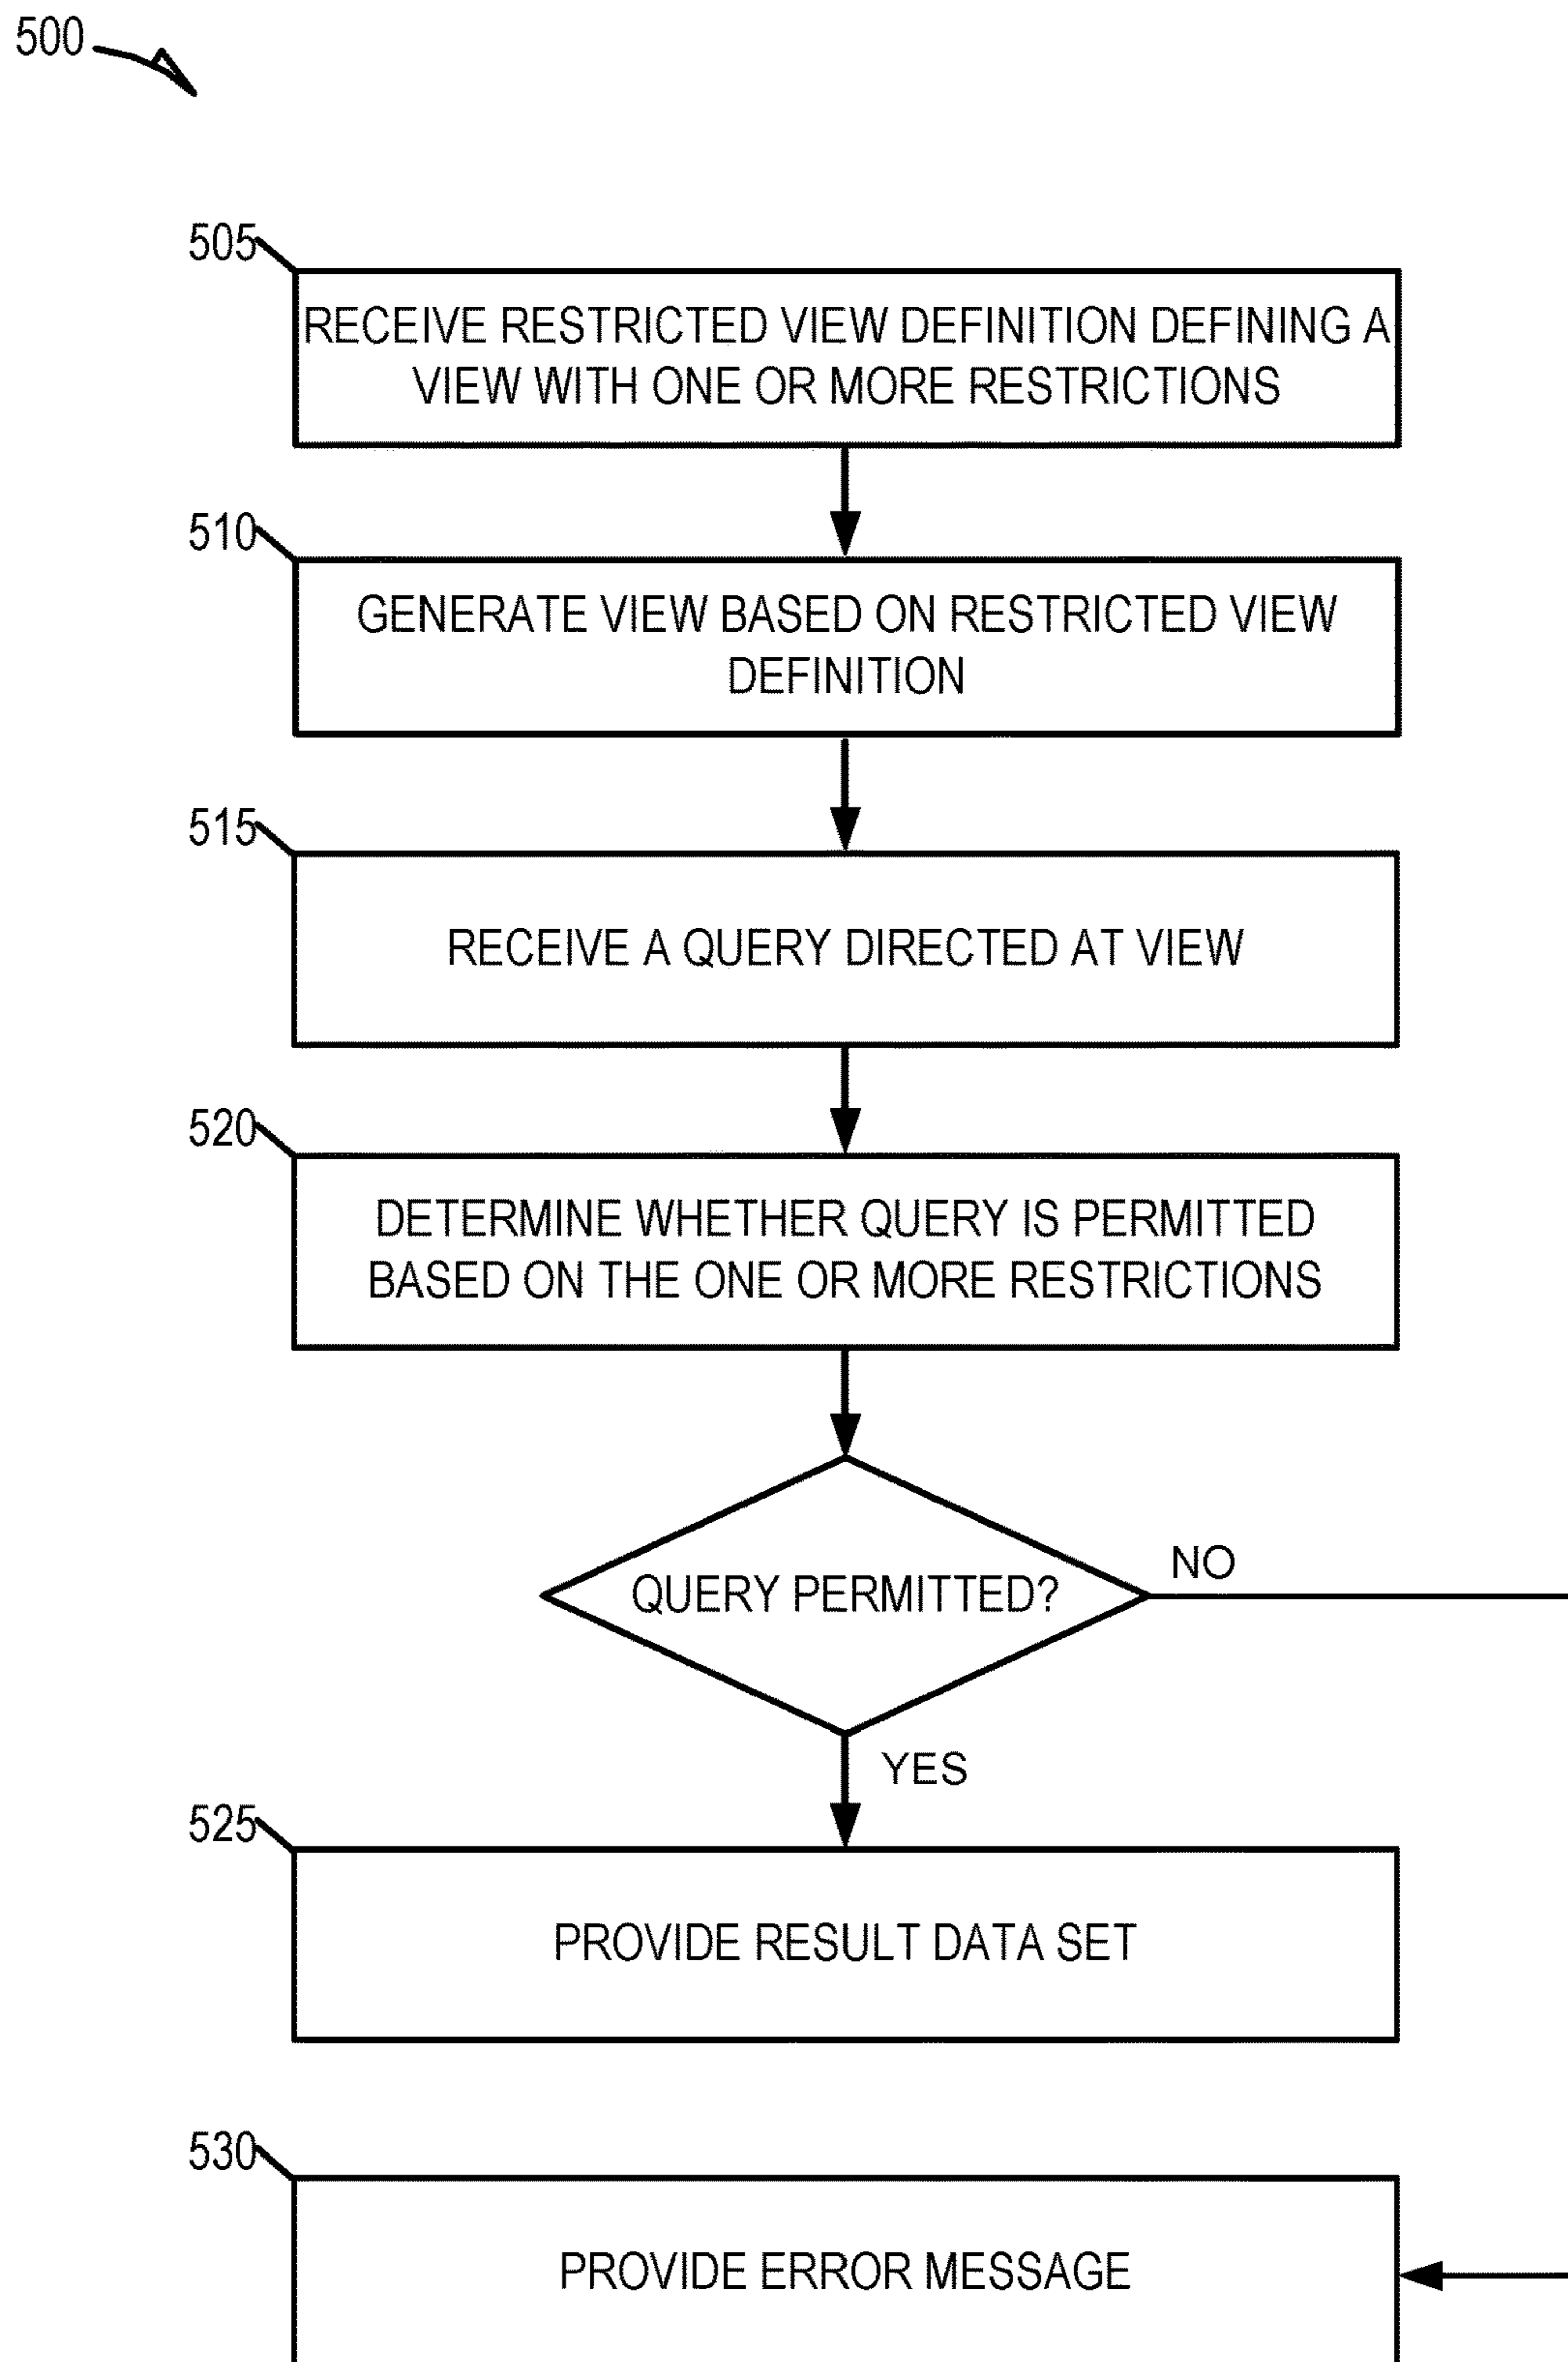 500
505
RECEIVE RESTRICTED VIEW DEFINITION DEFINING A
VIEW WITH ONE OR MORE RESTRICTIONS
510
GENERATE VIEW BASED ON RESTRICTED VIEW
DEFINITION
515
RECEIVE A QUERY DIRECTED AT VIEW
520
DETERMINE WHETHER QUERY IS PERMITTED
BASED ON THE ONE OR MORE RESTRICTIONS
QUERY PERMITTED?
NO
YES
525
PROVIDE RESULT DATA SET
530
PROVIDE ERROR MESSAGE